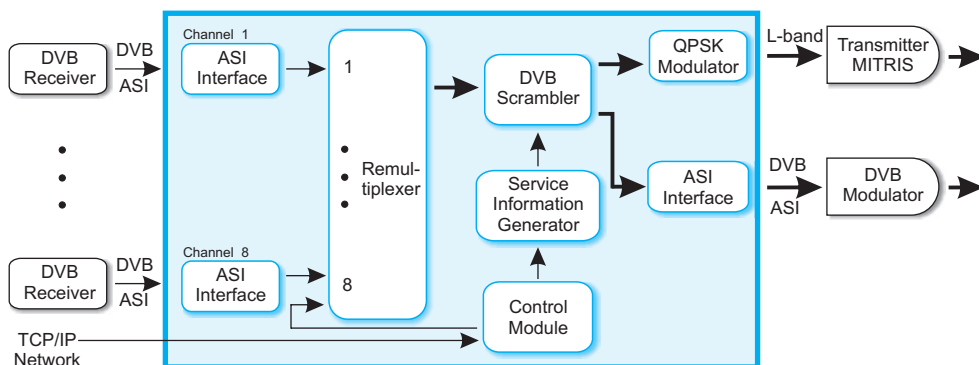 DVB
Receiver
DVB
ASI
Channel 1
ASI
Interface
1
Remul-
tiplexer
8
DVB
Scrambler
QPSK
Modulator
L-band
Transmitter
MITRIS
Service
Information
Generator
ASI
Interface
DVB
ASI
DVB
Modulator
DVB
Receiver
DVB
ASI
Channel 8
ASI
Interface
Control
Module
TCP/IP
Network